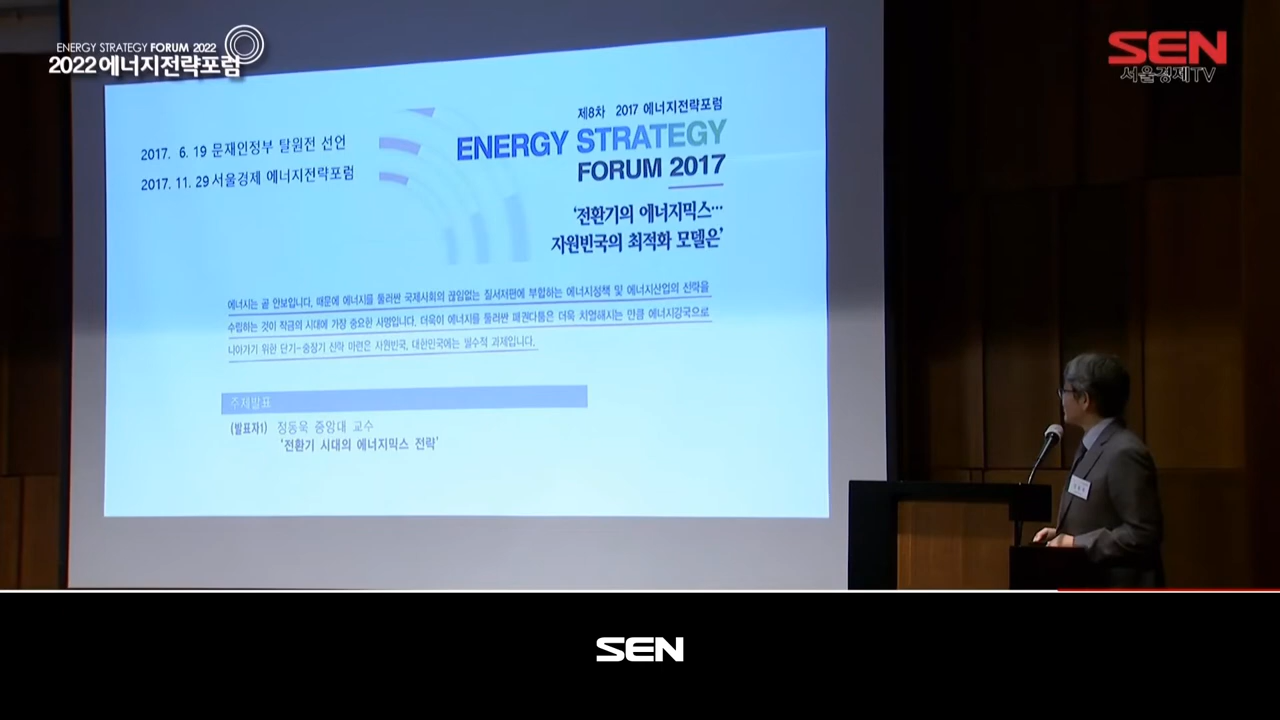 ENERGY STRATEGY FORUM 2022
2022에너지전략포럼
SEN
서울경제TV
2017. 6. 19 문재인정부 탈원전 선언
2017. 11. 29 서울경제 에너지전략포럼
제8차 2017 에너지전략포럼
ENERGY STRATEGY
FORUM 2017
'전환기의 에너지믹스…
자원빈국의 최적화 모델은'
에너지는 곧 안보입니다. 때문에 에너지를 둘러싼 국제사회의 끊임없는 질서재편에 부합하는 에너지정책 및 에너지산업의 전략을
수립하는 것이 작금의 시대에 가장 중요한 사명입니다. 더욱이 에너지를 둘러싼 패권다툼은 더욱 치열해지는 만큼 에너지강국으로
나아가기 위한 단기-중장기 전략 마련은 자원빈국, 대한민국에는 필수적 과제입니다.
주제발표
(발표자1) 정동욱 중앙대 교수
'전환기 시대의 에너지믹스 전략'
SEN